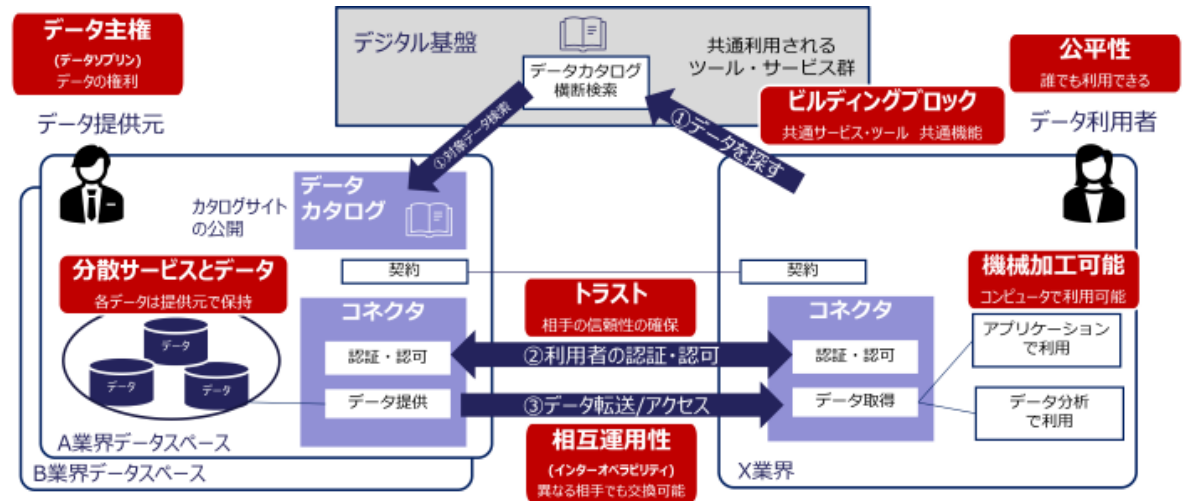 データ主権
(データソブリン)
データの権利
データ提供元
デジタル基盤
データカタログ
横断検索
共通利用される
ツール・サービス群
ビルディングブロック
共通サービス・ツール 共通機能
公平性
誰でも利用できる
データ利用者
①対象データ検索
①データを探す
カタログサイト
の公開
データ
カタログ
契約
契約
分散サービスとデータ
各データは提供元で保持
データ
データ
データ
コネクタ
認証・認可
データ提供
トラスト
相手の信頼性の確保
②利用者の認証・認可
③データ転送/アクセス
相互運用性
(インターオペラビリティ)
異なる相手でも交換可能
コネクタ
認証・認可
データ取得
機械加工可能
コンピュータで利用可能
アプリケーション
で利用
データ分析
で利用
A業界データスペース
B業界データスペース
X業界